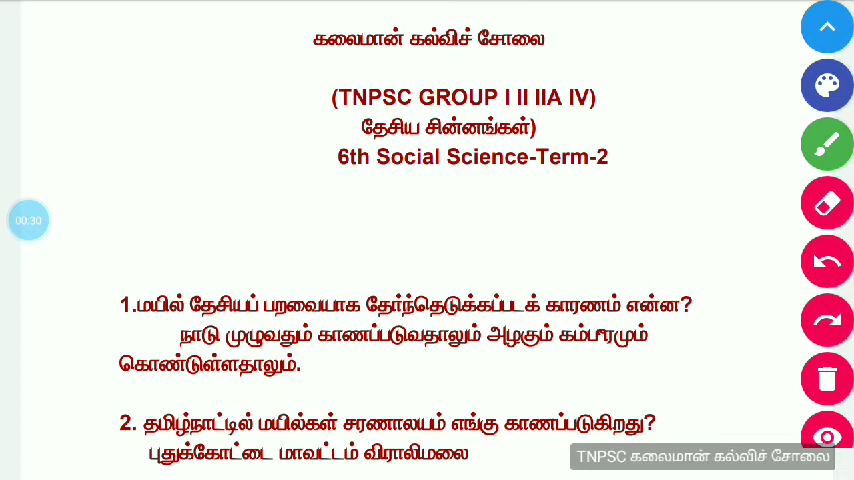 கலைமான் கல்விச் சோலை
(TNPSC GROUP I II IIA IV)
தேசிய சின்னங்கள்)
6th Social Science-Term-2
00:30
1.மயில் தேசியப் பறவையாக தேர்ந்தெடுக்கப்படக் காரணம் என்ன?
நாடு முழுவதும் காணப்படுவதாலும் அழகும் கம்பீரமும்
கொண்டுள்ளதாலும்.
2. தமிழ்நாட்டில் மயில்கள் சரணாலயம் எங்கு காணப்படுகிறது?
புதுக்கோட்டை மாவட்டம் விராலிமலை
TNPSC கலைமான் கல்விச் சோலை